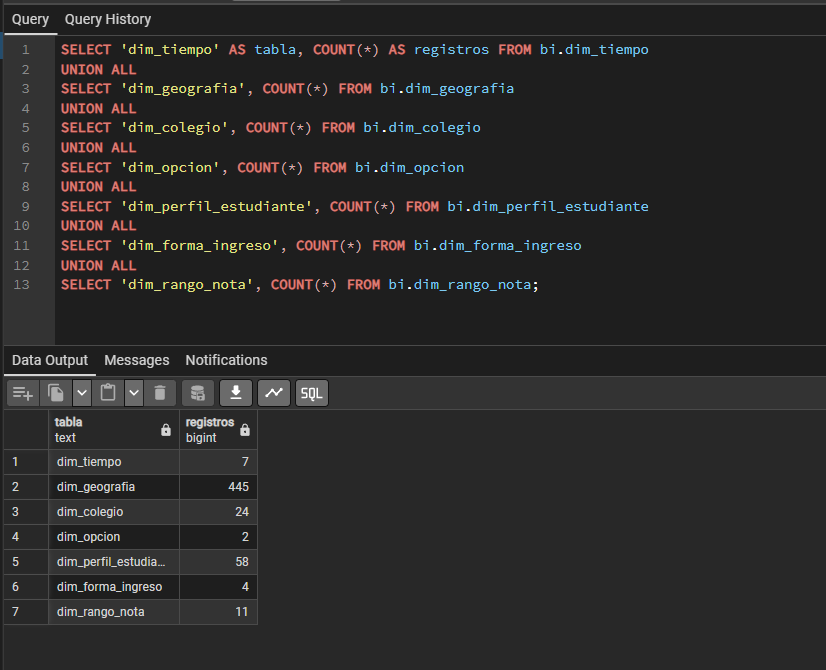 Query Query History
1 SELECT 'dim_tiempo' AS tabla, COUNT(*) AS registros FROM bi.dim_tiempo
2 UNION ALL
3 SELECT 'dim_geografia', COUNT(*) FROM bi.dim_geografia
4 UNION ALL
5 SELECT 'dim_colegio', COUNT(*) FROM bi.dim_colegio
6 UNION ALL
7 SELECT 'dim_opcion', COUNT(*) FROM bi.dim_opcion
8 UNION ALL
9 SELECT 'dim_perfil_estudiante', COUNT(*) FROM bi.dim_perfil_estudiante
10 UNION ALL
11 SELECT 'dim_forma_ingreso', COUNT(*) FROM bi.dim_forma_ingreso
12 UNION ALL
13 SELECT 'dim_rango_nota', COUNT(*) FROM bi.dim_rango_nota;
Data Output Messages Notifications
SQL
tabla registros
text bigint
1 dim_tiempo 7
2 dim_geografia 445
3 dim_colegio 24
4 dim_opcion 2
5 dim_perfil_estudia... 58
6 dim_forma_ingreso 4
7 dim_rango_nota 11